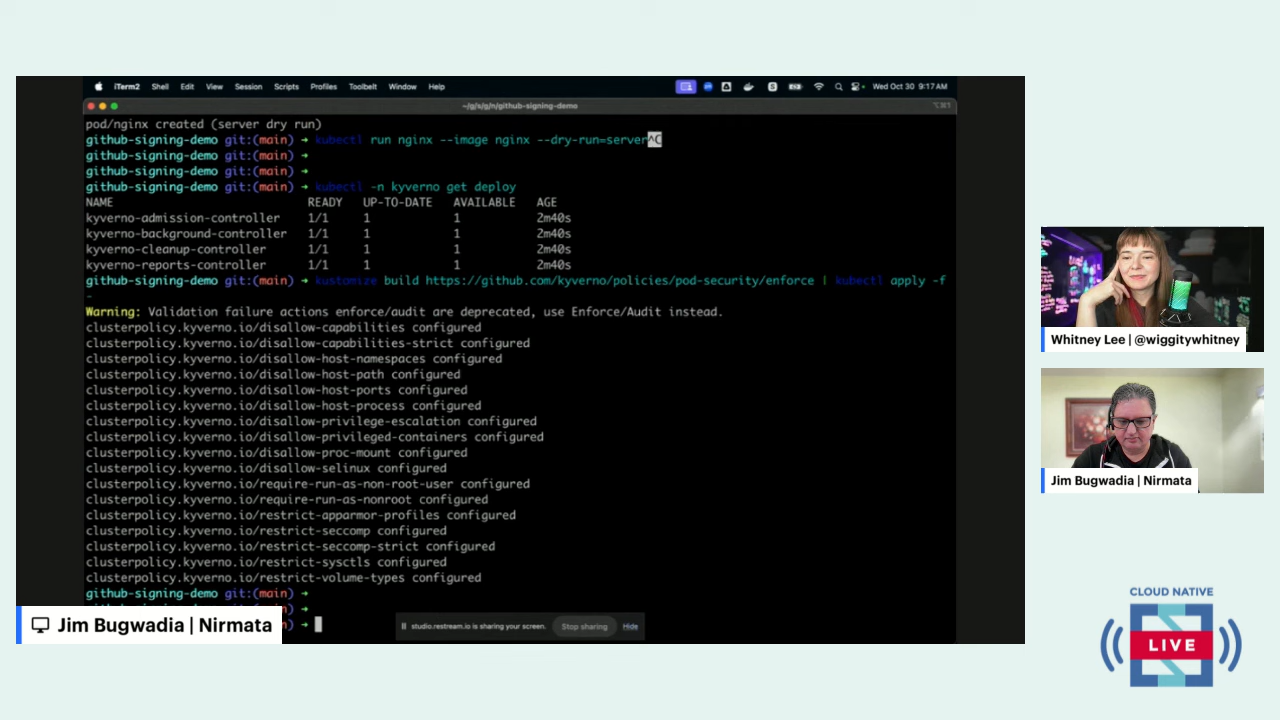 iTerm2 Shell Edit View Session Scripts Profiles Toolbelt Window Help Wed Oct 30 9:17 AM
~/g/s/g/n/github-signing-demo
pod/nginx created (server dry run)
github-signing-demo git:(main) → kubectl run nginx --image nginx --dry-run=server^C
github-signing-demo git:(main) →
github-signing-demo git:(main) →
github-signing-demo git:(main) → kubectl -n kyverno get deploy
NAME READY UP-TO-DATE AVAILABLE AGE
kyverno-admission-controller 1/1 1 1 2m40s
kyverno-background-controller 1/1 1 1 2m40s
kyverno-cleanup-controller 1/1 1 1 2m40s
kyverno-reports-controller 1/1 1 1 2m40s
github-signing-demo git:(main) → kustomize build https://github.com/kyverno/policies/pod-security/enforce | kubectl apply -f
-
Warning: Validation failure actions enforce/audit are deprecated, use Enforce/Audit instead.
clusterpolicy.kyverno.io/disallow-capabilities configured
clusterpolicy.kyverno.io/disallow-capabilities-strict configured
clusterpolicy.kyverno.io/disallow-host-namespaces configured
clusterpolicy.kyverno.io/disallow-host-path configured
clusterpolicy.kyverno.io/disallow-host-ports configured
clusterpolicy.kyverno.io/disallow-host-process configured
clusterpolicy.kyverno.io/disallow-privilege-escalation configured
clusterpolicy.kyverno.io/disallow-privileged-containers configured
clusterpolicy.kyverno.io/disallow-proc-mount configured
clusterpolicy.kyverno.io/disallow-selinux configured
clusterpolicy.kyverno.io/require-run-as-non-root-user configured
clusterpolicy.kyverno.io/require-run-as-nonroot configured
clusterpolicy.kyverno.io/restrict-apparmor-profiles configured
clusterpolicy.kyverno.io/restrict-seccomp configured
clusterpolicy.kyverno.io/restrict-seccomp-strict configured
clusterpolicy.kyverno.io/restrict-sysctls configured
clusterpolicy.kyverno.io/restrict-volume-types configured
github-signing-demo git:(main) →
→
) →
studio.restream.io is sharing your screen. Stop sharing Hide
Jim Bugwadia | Nirmata
Whitney Lee | @wiggitywhitney
Jim Bugwadia | Nirmata
CLOUD NATIVE
LIVE